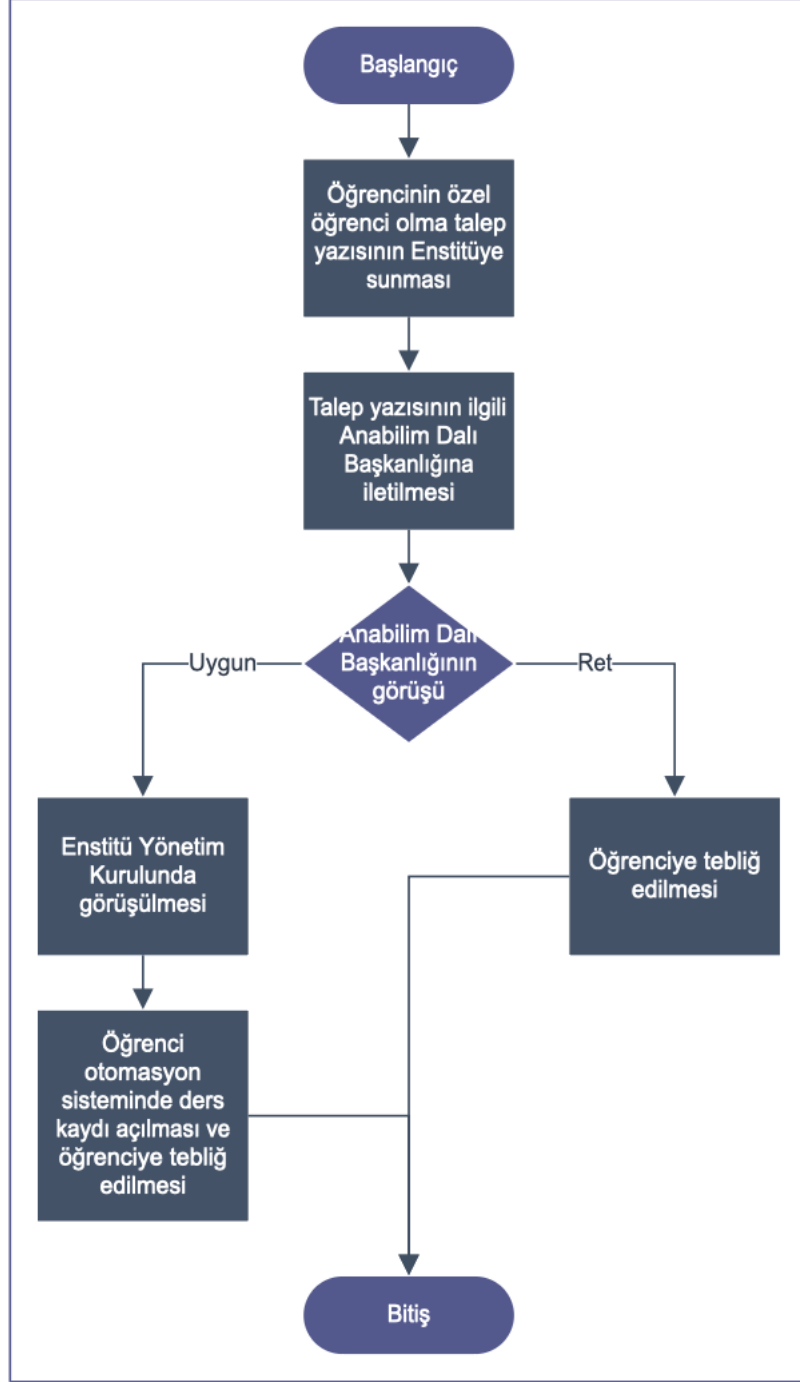 Başlangıç
Öğrencinin özel
öğrenci olma talep
yazısının Enstitüye
sunması
Talep yazısının ilgili
Anabilim Dalı
Başkanlığına
iletilmesi
Anabilim Dalı
Başkanlığının
görüşü
Uygun
Ret
Enstitü Yönetim
Kurulunda
görüşülmesi
Öğrenciye tebliğ
edilmesi
Öğrenci
otomasyon
sisteminde ders
kaydı açılması ve
öğrenciye tebliğ
edilmesi
Bitiş